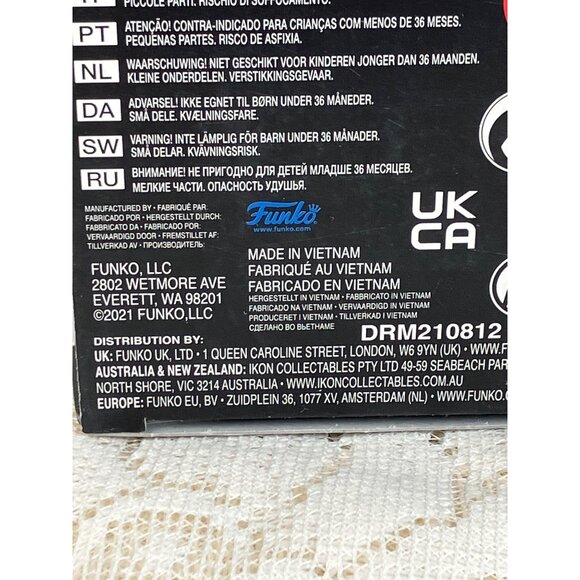 PICCOLE PARTI. RISCHIO DI SOFFOCAMENTO.
PT ATENÇÃO! CONTRA-INDICADO PARA CRIANÇAS COM MENOS DE 36 MESES.
PEQUENAS PARTES. RISCO DE ASFIXIA.
NL WAARSCHUWING! NIET GESCHIKT VOOR KINDEREN JONGER DAN 36 MAANDEN.
KLEINE ONDERDELEN. VERSTIKKINGSGEVAAR.
DA ADVARSEL! IKKE EGNET TIL BØRN UNDER 36 MÅNEDER.
SMÅ DELE. KVÆLNINGSFARE.
SW VARNING! INTE LÄMPLIG FÖR BARN UNDER 36 MÅNADER.
SMÅ DELAR. KVÄVNINGSRISK.
RU ВНИМАНИЕ! НЕ ПРИГОДНО ДЛЯ ДЕТЕЙ МЛАДШЕ 36 МЕСЯЦЕВ.
МЕЛКИЕ ЧАСТИ. ОПАСНОСТЬ УДУШЬЯ.
MANUFACTURED BY • FABRIQUÉ PAR
FABRICADO POR • HERGESTELLT DURCH:
FABBRICATO DA • FABRICADO POR:
VERVAARDIGD DOOR • FREMSTILLET AF:
TILLVERKAD AV • ПРОИЗВОДИТЕЛЬ:
FUNKO, LLC
2802 WETMORE AVE
EVERETT, WA 98201
©2021 FUNKO,LLC
Funko
www.funko.com
MADE IN VIETNAM
FABRIQUÉ AU VIETNAM
FABRICADO EN VIETNAM
HERGESTELLT IN VIETNAM • FABBRICATO IN VIETNAM
FABRICADO NA VIETNAM • VERVAARDIGD IN VIETNAM
PRODUCERET I VIETNAM • TILLVERKAD I VIETNAM
СДЕЛАНО ВО ВЬЕТНАМЕ
UK
CA
DRM210812
DISTRIBUTION BY:
UK: FUNKO UK, LTD • 1 QUEEN CAROLINE STREET, LONDON, W6 9YN (UK) • WWW.F
AUSTRALIA & NEW ZEALAND: IKON COLLECTABLES PTY LTD 49-59 SEABEACH PAR
NORTH SHORE, VIC 3214 AUSTRALIA • WWW.IKONCOLLECTABLES.COM.AU
EUROPE: FUNKO EU, BV • ZUIDPLEIN 36, 1077 XV, AMSTERDAM (NL) • WWW.FU